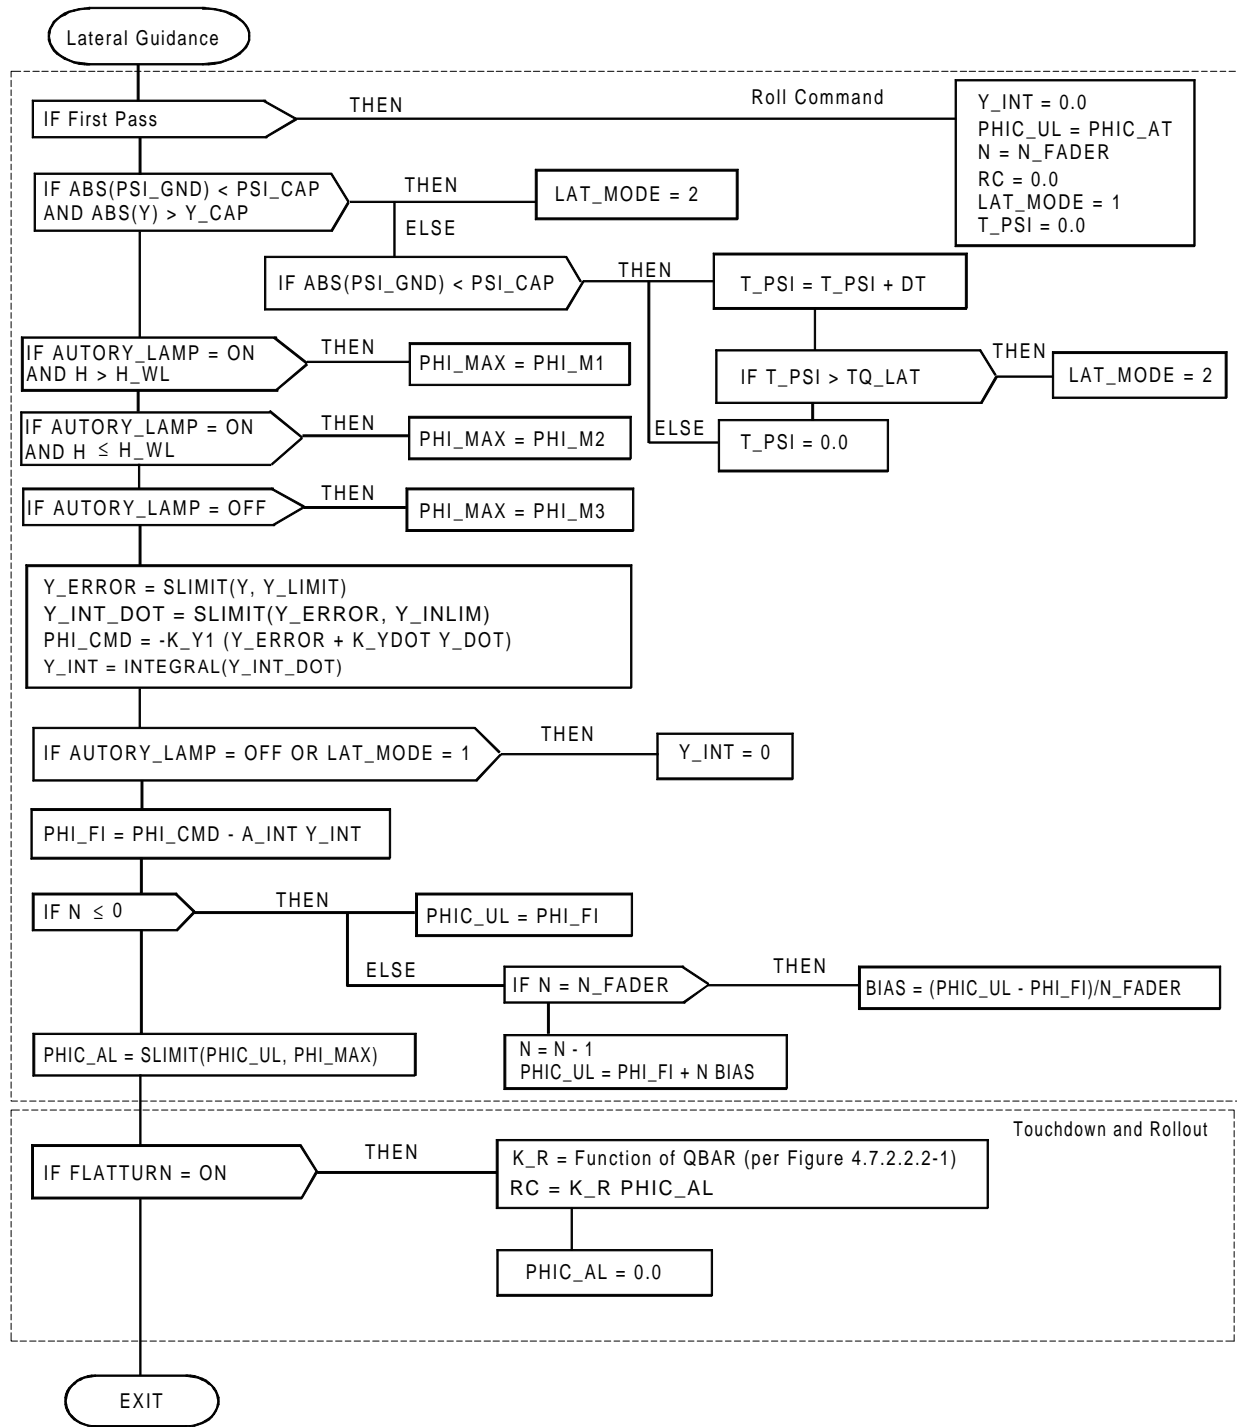 Lateral Guidance
IF First Pass
THEN
Roll Command
Y_INT = 0.0
PHIC_UL = PHIC_AT
N = N_FADER
RC = 0.0
LAT_MODE = 1
T_PSI = 0.0
IF ABS(PSI_GND) < PSI_CAP
AND ABS(Y) > Y_CAP
THEN
LAT_MODE = 2
ELSE
IF ABS(PSI_GND) < PSI_CAP
THEN
T_PSI = T_PSI + DT
IF T_PSI > TQ_LAT
THEN
LAT_MODE = 2
ELSE
T_PSI = 0.0
IF AUTORY_LAMP = ON
AND H > H_WL
THEN
PHI_MAX = PHI_M1
IF AUTORY_LAMP = ON
AND H ≤ H_WL
THEN
PHI_MAX = PHI_M2
IF AUTORY_LAMP = OFF
THEN
PHI_MAX = PHI_M3
Y_ERROR = SLIMIT(Y, Y_LIMIT)
Y_INT_DOT = SLIMIT(Y_ERROR, Y_INLIM)
PHI_CMD = -K_Y1 (Y_ERROR + K_YDOT Y_DOT)
Y_INT = INTEGRAL(Y_INT_DOT)
IF AUTORY_LAMP = OFF OR LAT_MODE = 1
THEN
Y_INT = 0
PHI_FI = PHI_CMD - A_INT Y_INT
IF N ≤ 0
THEN
PHIC_UL = PHI_FI
ELSE
IF N = N_FADER
THEN
BIAS = (PHIC_UL - PHI_FI)/N_FADER
N = N - 1
PHIC_UL = PHI_FI + N BIAS
PHIC_AL = SLIMIT(PHIC_UL, PHI_MAX)
Touchdown and Rollout
IF FLATTURN = ON
THEN
K_R = Function of QBAR (per Figure 4.7.2.2.2-1)
RC = K_R PHIC_AL
PHIC_AL = 0.0
EXIT